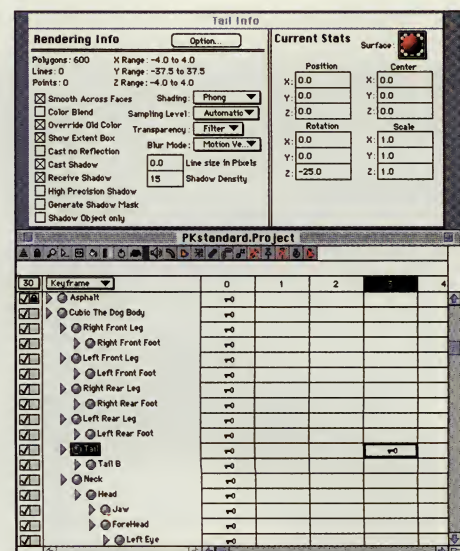 Tail Info
Rendering Info
Option...
Polygons: 600 X Range: -4.0 to 4.0
Lines: 0 Y Range: -37.5 to 37.5
Points: 0 Z Range: -4.0 to 4.0
Smooth Across Faces Shading: Phong
Color Blend Sampling Level: Automatic
Override Old Color Transparency: Filter
Show Extent Box Blur Mode: Motion Ve..
Cast no Reflection
Cast Shadow 0.0 Line size in Pixels
Receive Shadow 15 Shadow Density
High Precision Shadow
Generate Shadow Mask
Shadow Object only
Current Stats Surface:
Position Center
X: 0.0 X: 0.0
Y: 0.0 Y: 0.0
Z: 0.0 Z: 0.0
Rotation Scale
X: 0.0 X: 1.0
Y: 0.0 Y: 1.0
Z: -25.0 Z: 1.0
PKstandard.Project
30 Keyframe 0 1 2 3 4
Asphalt
Cubic The Dog Body
Right Front Leg
Right Front Foot
Left Front Leg
Left Front Foot
Right Rear Leg
Right Rear Foot
Left Rear Leg
Left Rear Foot
Tail
Tail B
Neck
Head
Jaw
ForeHead
Left Eye